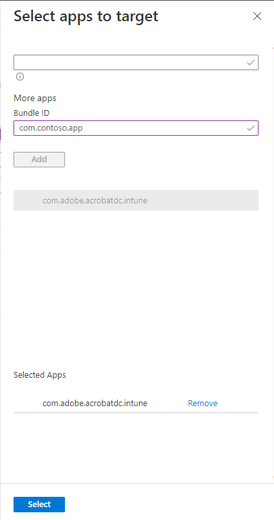 Select apps to target
More apps
Bundle ID
com.contoso.app
Add
com.adobe.acrobatdc.intune
Selected Apps
com.adobe.acrobatdc.intune Remove
Select